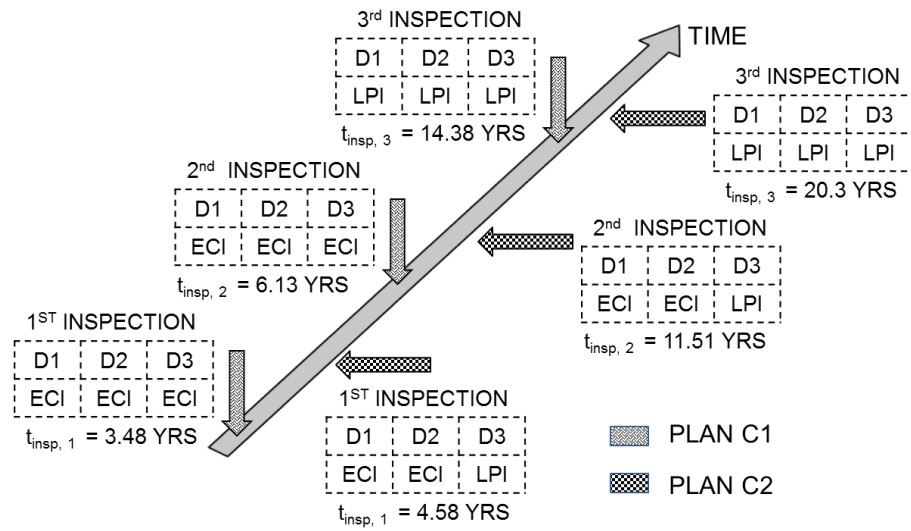 3rd INSPECTION
D1 D2 D3
LPI LPI LPI
tinsp, 3 = 14.38 YRS
TIME
3rd INSPECTION
D1 D2 D3
LPI LPI LPI
tinsp, 3 = 20.3 YRS
2nd INSPECTION
D1 D2 D3
ECI ECI ECI
tinsp, 2 = 6.13 YRS
2nd INSPECTION
D1 D2 D3
ECI ECI LPI
tinsp, 2 = 11.51 YRS
1ST INSPECTION
D1 D2 D3
ECI ECI ECI
tinsp, 1 = 3.48 YRS
1ST INSPECTION
D1 D2 D3
ECI ECI LPI
tinsp, 1 = 4.58 YRS
PLAN C1
PLAN C2